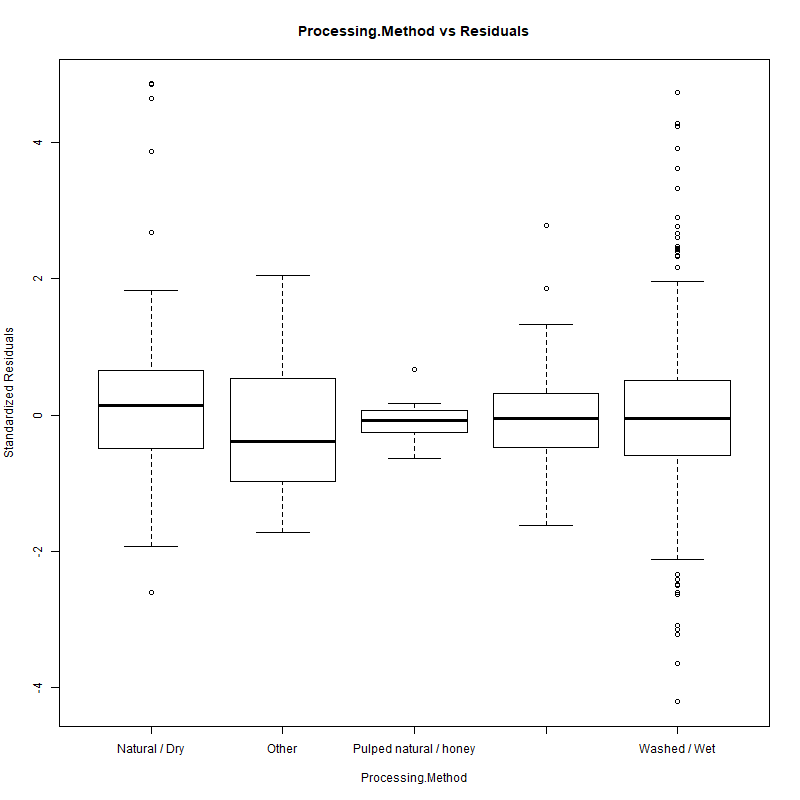 Processing.Method vs Residuals
Standardized Residuals
4
2
0
-2
-4
Natural / Dry
Other
Pulped natural / honey
Washed / Wet
Processing.Method